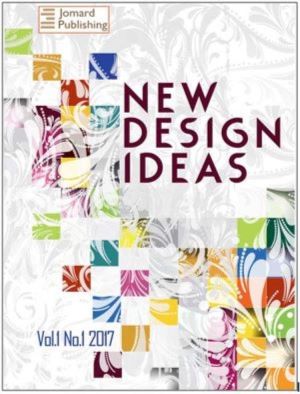 Jomard
Publishing
NEW
DESIGN
IDEAS
Vol.1 No.1 2017